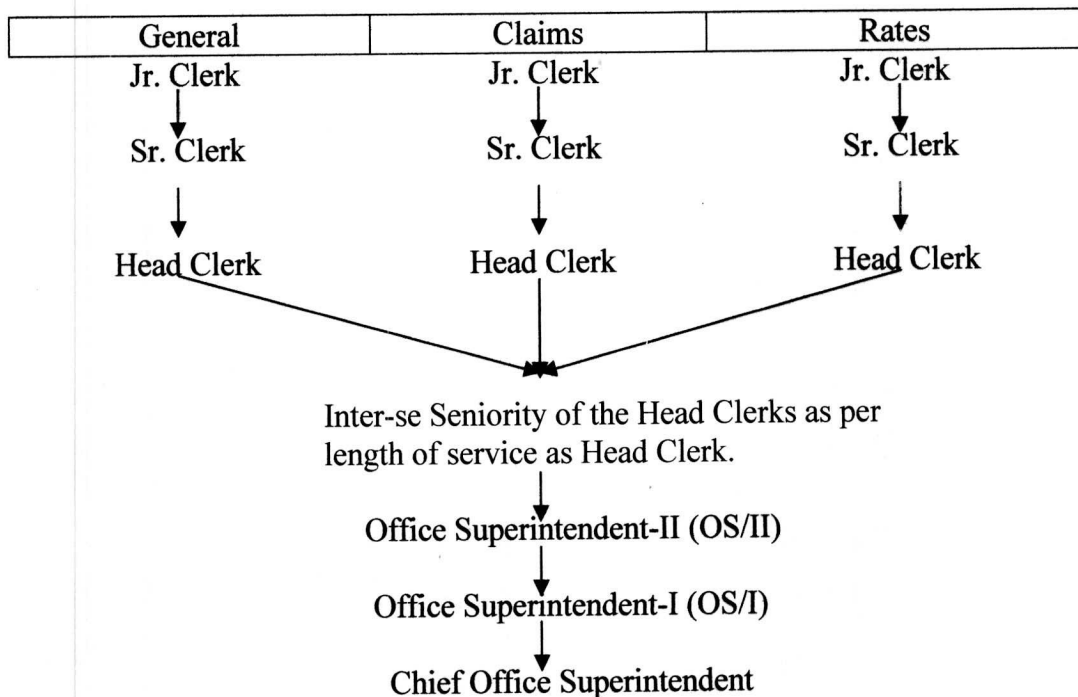 General Claims Rates
Jr. Clerk Jr. Clerk Jr. Clerk
Sr. Clerk Sr. Clerk Sr. Clerk
Head Clerk Head Clerk Head Clerk
Inter-se Seniority of the Head Clerks as per
length of service as Head Clerk.
Office Superintendent-II (OS/II)
Office Superintendent-I (OS/I)
Chief Office Superintendent